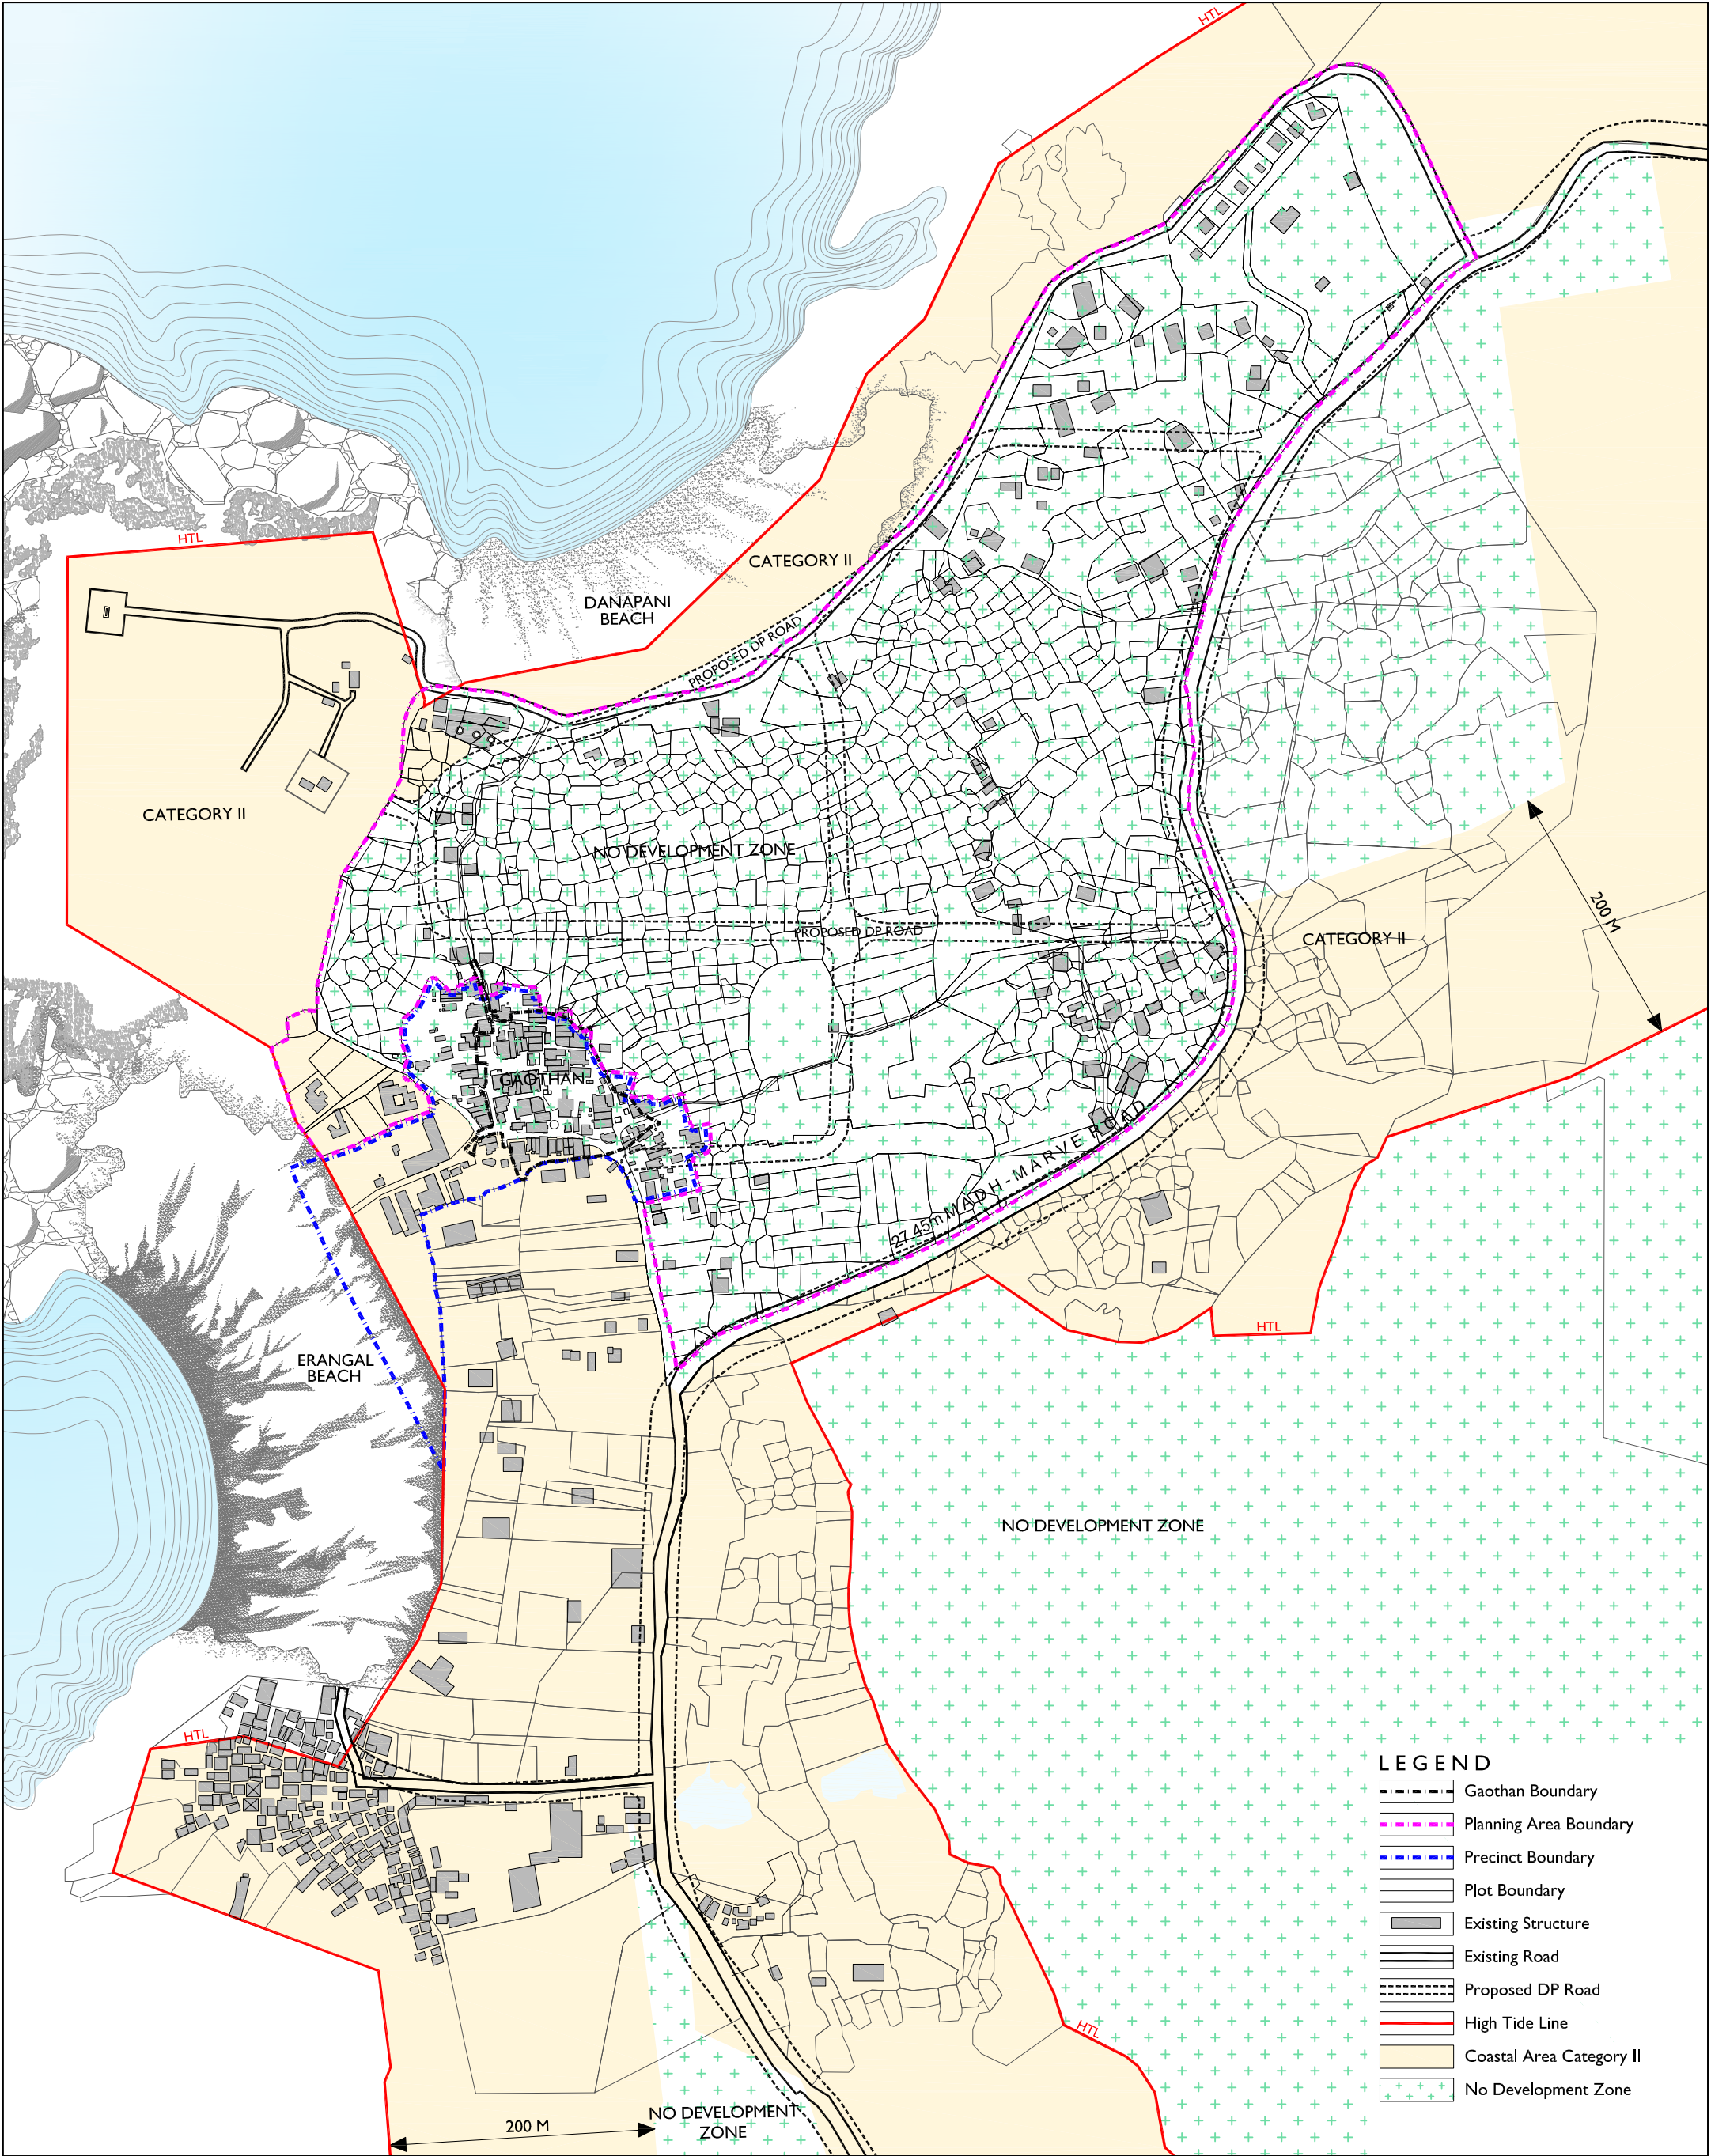 HTL
HTL
CATEGORY II
DANAPANI
BEACH
PROPOSED DP ROAD
CATEGORY II
NO DEVELOPMENT ZONE
200 M
PROPOSED DP ROAD
CATEGORY II
GAOTHAN
27.45m MADH-MARVE ROAD
HTL
ERANGAL
BEACH
NO DEVELOPMENT ZONE
HTL
HTL
NO DEVELOPMENT
ZONE
200 M
LEGEND
Gaothan Boundary
Planning Area Boundary
Precinct Boundary
Plot Boundary
Existing Structure
Existing Road
Proposed DP Road
High Tide Line
Coastal Area Category II
No Development Zone